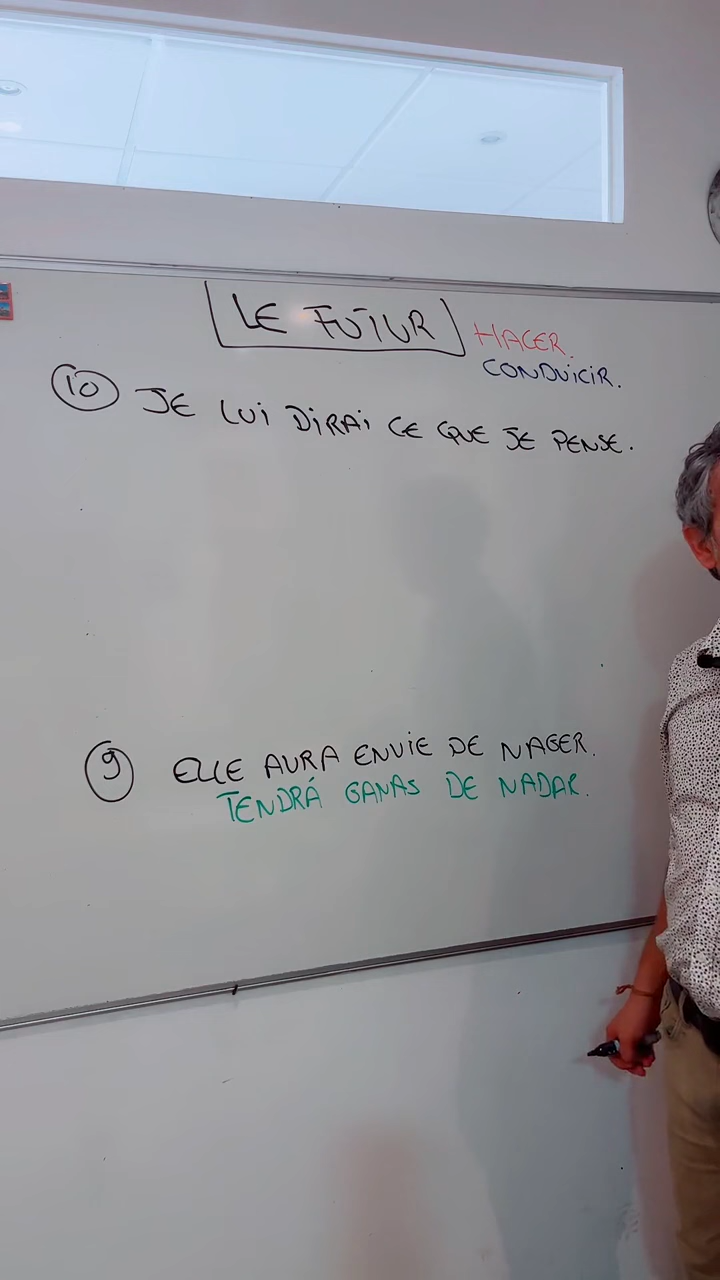 LE FUTUR
HACER.
CONDUICIR.
10 JE LUI DIRAI CE QUE JE PENSE.
9 ELLE AURA ENVIE DE NAGER.
TENDRÁ GANAS DE NADAR.